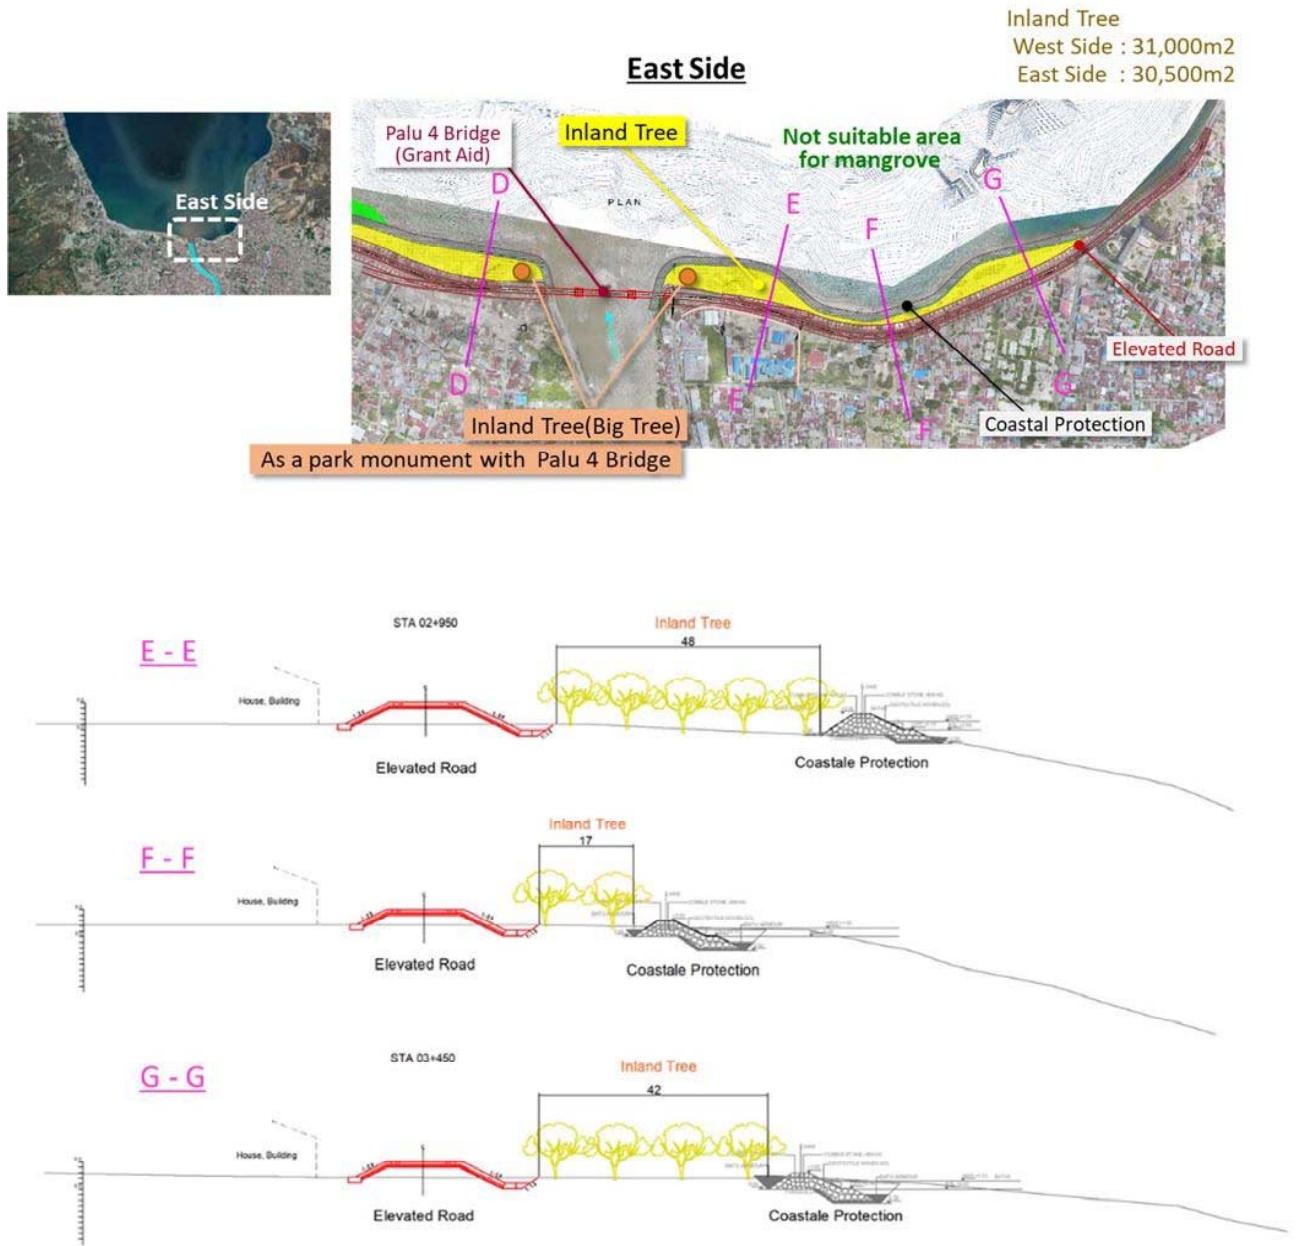 Inland Tree
West Side : 31,000m2
East Side : 30,500m2
East Side
East Side
Palu 4 Bridge
(Grant Aid)
Inland Tree
Not suitable area
for mangrove
PLAN
D
E
F
G
D
E
F
G
Elevated Road
Coastal Protection
Inland Tree(Big Tree)
As a park monument with Palu 4 Bridge
E - E
STA 02+950
Inland Tree
48
House, Building
Elevated Road
Coastale Protection
F - F
Inland Tree
17
House, Building
Elevated Road
Coastale Protection
G - G
STA 03+450
Inland Tree
42
House, Building
Elevated Road
Coastale Protection